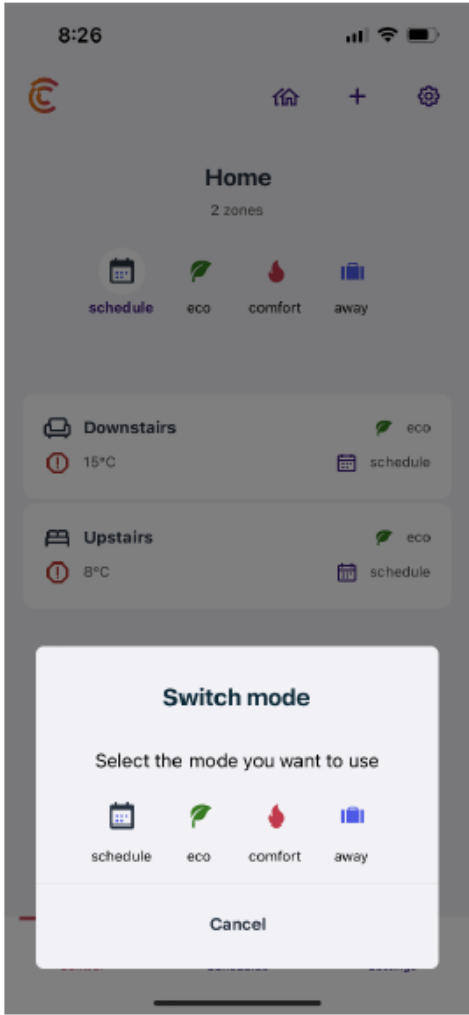 8:26
Home
2 zones
schedule eco comfort away
Downstairs eco
15°C schedule
Upstairs eco
8°C schedule
Switch mode
Select the mode you want to use
schedule eco comfort away
Cancel